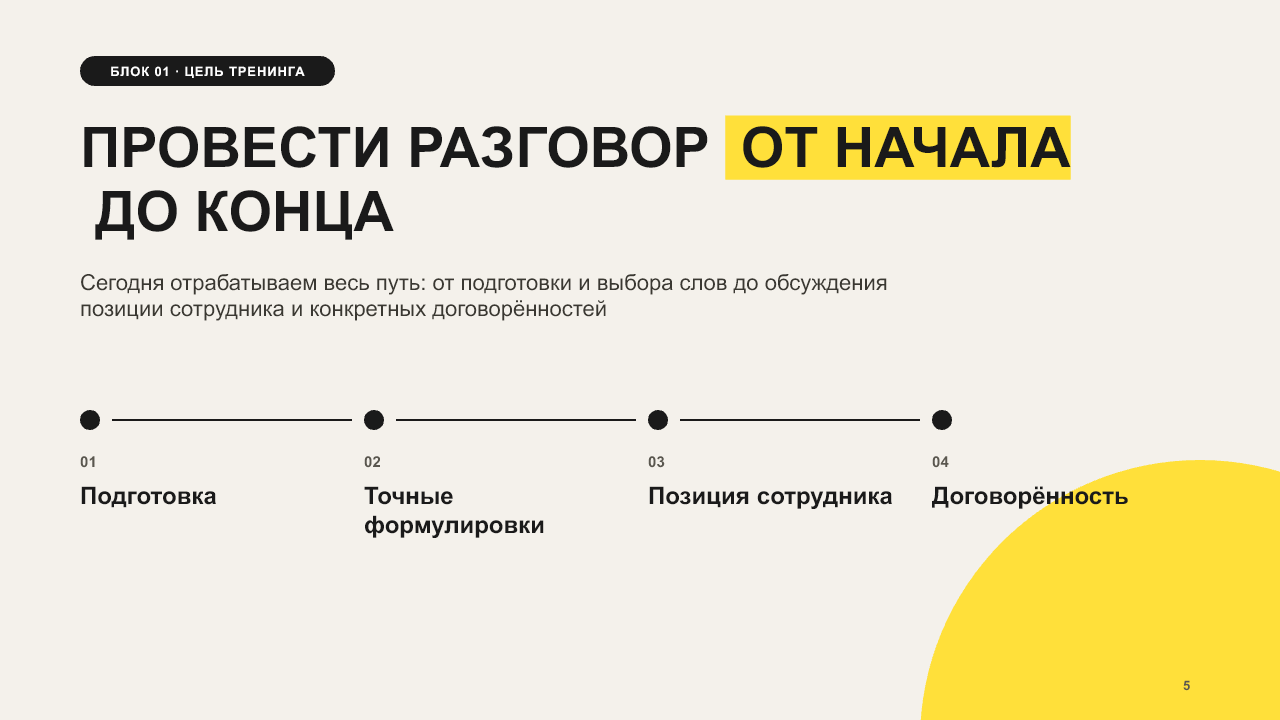 БЛОК 01 · ЦЕЛЬ ТРЕНИНГА
ПРОВЕСТИ РАЗГОВОР ОТ НАЧАЛА
ДО КОНЦА
Сегодня отрабатываем весь путь: от подготовки и выбора слов до обсуждения
позиции сотрудника и конкретных договорённостей
01
Подготовка
02
Точные
формулировки
03
Позиция сотрудника
04
Договорённость
5